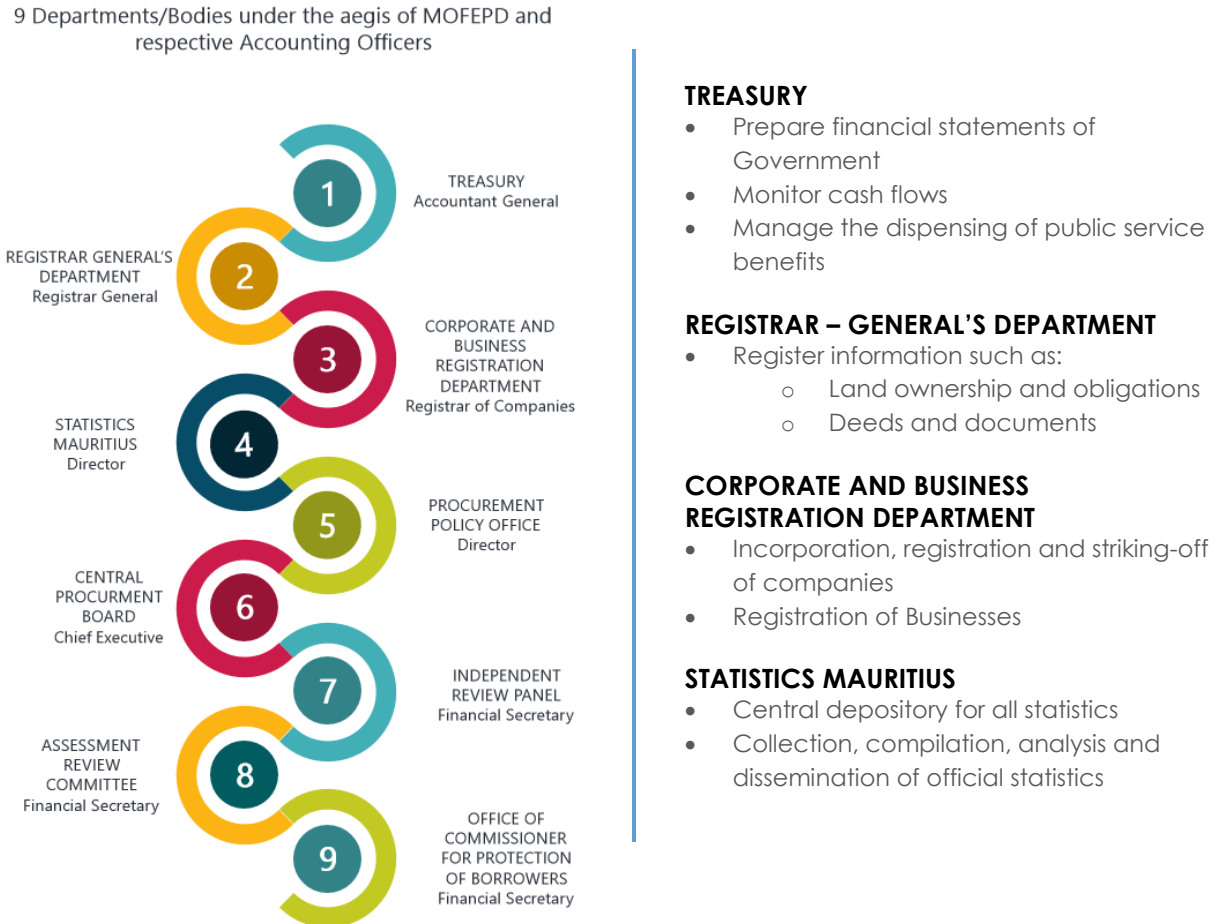 9 Departments/Bodies under the aegis of MOFEPD and
respective Accounting Officers
1
TREASURY
Accountant General
REGISTRAR GENERAL'S
DEPARTMENT
Registrar General
2
3
CORPORATE AND
BUSINESS
REGISTRATION
DEPARTMENT
Registrar of Companies
STATISTICS
MAURITIUS
Director
4
5
PROCUREMENT
POLICY OFFICE
Director
CENTRAL
PROCURMENT
BOARD
Chief Executive
6
7
INDEPENDENT
REVIEW PANEL
Financial Secretary
ASSESSMENT
REVIEW
COMMITTEE
Financial Secretary
8
9
OFFICE OF
COMMISSIONER
FOR PROTECTION
OF BORROWERS
Financial Secretary
TREASURY
• Prepare financial statements of
Government
• Monitor cash flows
• Manage the dispensing of public service
benefits
REGISTRAR – GENERAL’S DEPARTMENT
• Register information such as:
o Land ownership and obligations
o Deeds and documents
CORPORATE AND BUSINESS
REGISTRATION DEPARTMENT
• Incorporation, registration and striking-off
of companies
• Registration of Businesses
STATISTICS MAURITIUS
• Central depository for all statistics
• Collection, compilation, analysis and
dissemination of official statistics